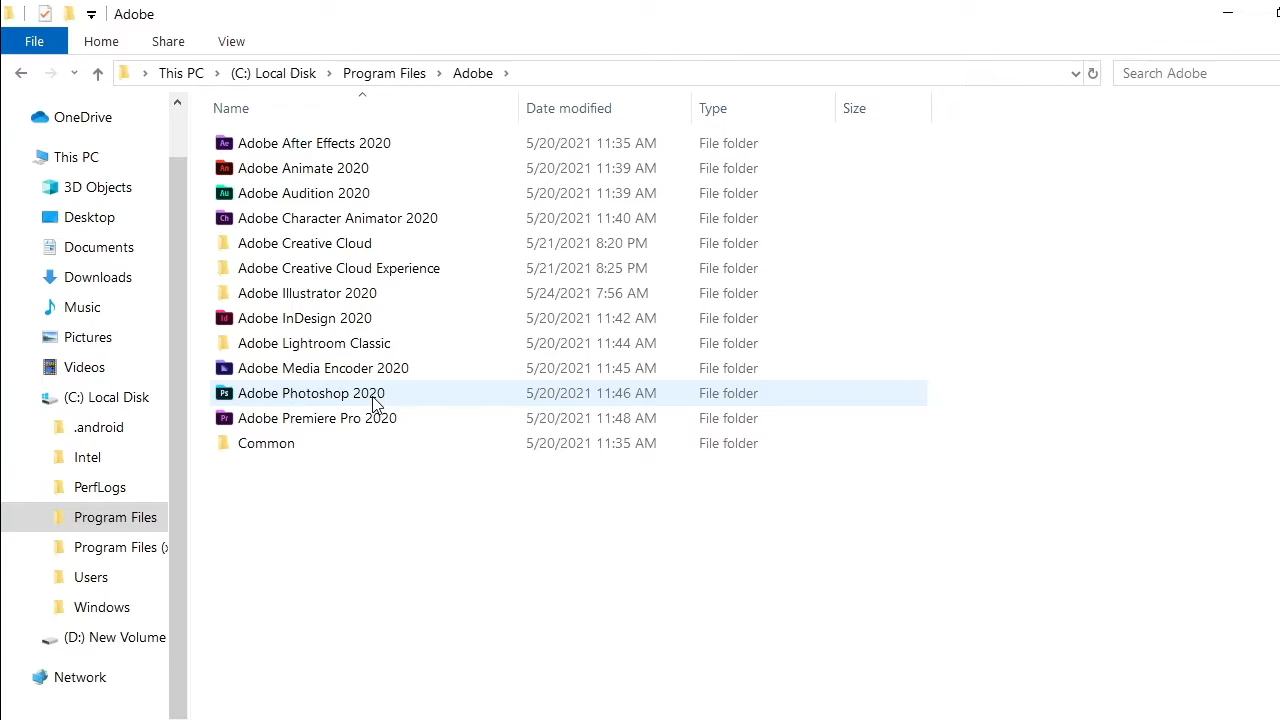 Adobe
File Home Share View
This PC (C:) Local Disk Program Files Adobe Search Adobe
Name Date modified Type Size
OneDrive
This PC
3D Objects
Desktop
Documents
Downloads
Music
Pictures
Videos
(C:) Local Disk
.android
Intel
PerfLogs
Program Files
Program Files (x
Users
Windows
(D:) New Volume
Network
Ae Adobe After Effects 2020 5/20/2021 11:35 AM File folder
An Adobe Animate 2020 5/20/2021 11:39 AM File folder
Au Adobe Audition 2020 5/20/2021 11:39 AM File folder
Ch Adobe Character Animator 2020 5/20/2021 11:40 AM File folder
Adobe Creative Cloud 5/21/2021 8:20 PM File folder
Adobe Creative Cloud Experience 5/21/2021 8:25 PM File folder
Adobe Illustrator 2020 5/24/2021 7:56 AM File folder
Id Adobe InDesign 2020 5/20/2021 11:42 AM File folder
Adobe Lightroom Classic 5/20/2021 11:44 AM File folder
Adobe Media Encoder 2020 5/20/2021 11:45 AM File folder
Ps Adobe Photoshop 2020 5/20/2021 11:46 AM File folder
Pr Adobe Premiere Pro 2020 5/20/2021 11:48 AM File folder
Common 5/20/2021 11:35 AM File folder